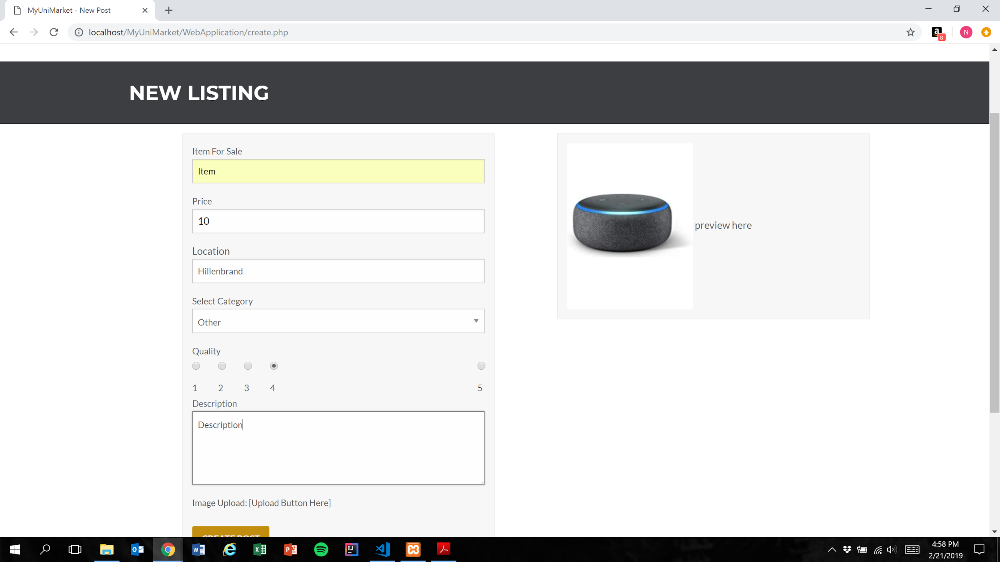 MyUniMarket - New Post
localhost/MyUniMarket/WebApplication/create.php
8
N
NEW LISTING
Item For Sale
Item
Price
10
Location
Hillenbrand
Select Category
Other
Quality
1 2 3 4 5
Description
Description
Image Upload: [Upload Button Here]
CREATE POST
preview here
4:58 PM
2/21/2019